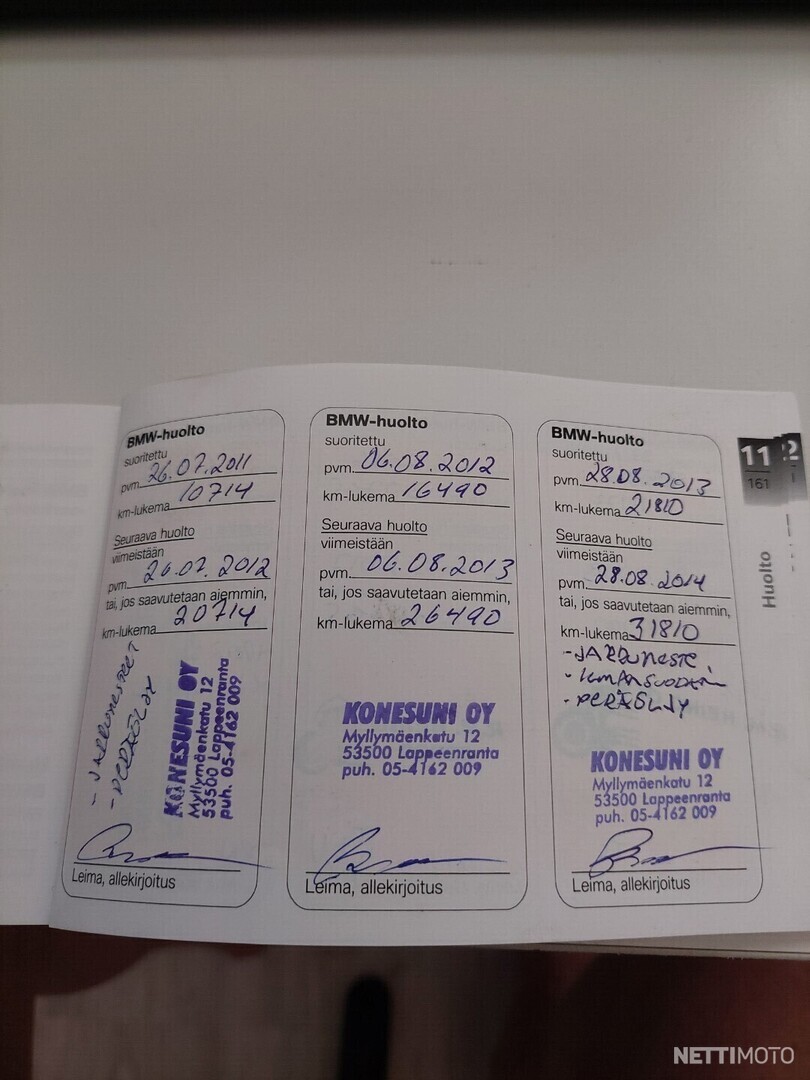 BMW-huolto
suoritettu
pvm. 26.07.2011
km-lukema 10714
Seuraava huolto
viimeistään
pvm. 26.07.2012
tai, jos saavutetaan aiemmin,
km-lukema 20714
- JARRUNESTEET
- PERÄÖLJY
KONESUNI OY
Myllymäenkatu 12
53500 Lappeenranta
puh. 05-4162 009
Leima, allekirjoitus
BMW-huolto
suoritettu
pvm. 06.08.2012
km-lukema 16490
Seuraava huolto
viimeistään
pvm. 06.08.2013
tai, jos saavutetaan aiemmin,
km-lukema 26490
KONESUNI OY
Myllymäenkatu 12
53500 Lappeenranta
puh. 05-4162 009
Leima, allekirjoitus
BMW-huolto
suoritettu
pvm. 28.08.2013
km-lukema 21810
Seuraava huolto
viimeistään
pvm. 28.08.2014
tai, jos saavutetaan aiemmin,
km-lukema 31810
- JARRUNESTE
- ILMANSUODATIN
- PERÄÖLJY
KONESUNI OY
Myllymäenkatu 12
53500 Lappeenranta
puh. 05-4162 009
Leima, allekirjoitus
11
161
Huolto
NETTIMOTO